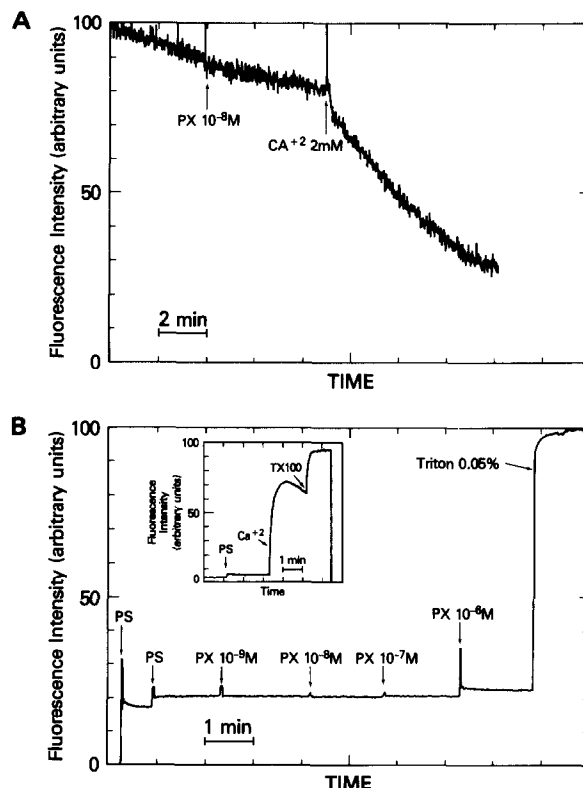 A
Fluorescence Intensity (arbitrary units)
100
50
0
PX 10⁻⁸M
CA⁺² 2mM
2 min
TIME
B
Fluorescence Intensity (arbitrary units)
100
50
0
Fluorescence
Intensity
(arbitrary units)
100
50
0
PS
Ca⁺²
TX100
1 min
Time
Triton 0.05%
PS
PS
PX 10⁻⁹M
PX 10⁻⁸M
PX 10⁻⁷M
PX 10⁻⁶M
1 min
TIME